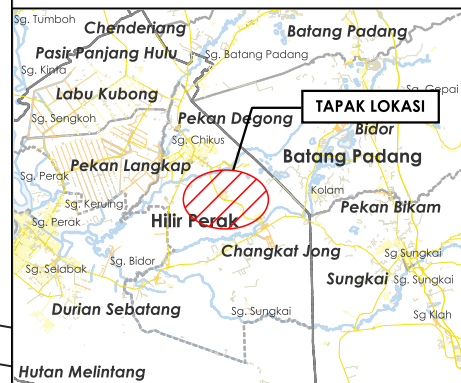 Sg. Tumboh
Chenderiang
Batang Padang
Pasir Panjang Hulu
Sg. Batang Padang
Sg. Kinta
Labu Kubong
Sg. Gepai
TAPAK LOKASI
Sg. Sengkoh
Pekan Degong
Bidor
Sg. Chikus
Pekan Langkap
Batang Padang
Sg. Perak
Kolam
Sg. Kerung
Pekan Bikam
Sg. Perak
Hilir Perak
Changkat Jong
Sg Sungkai
Sg. Bidor
Sg. Selabak
Sungkai
Sg. Sungkai
Durian Sebatang
Sg. Sungkai
Sg Klah
Hutan Melintang